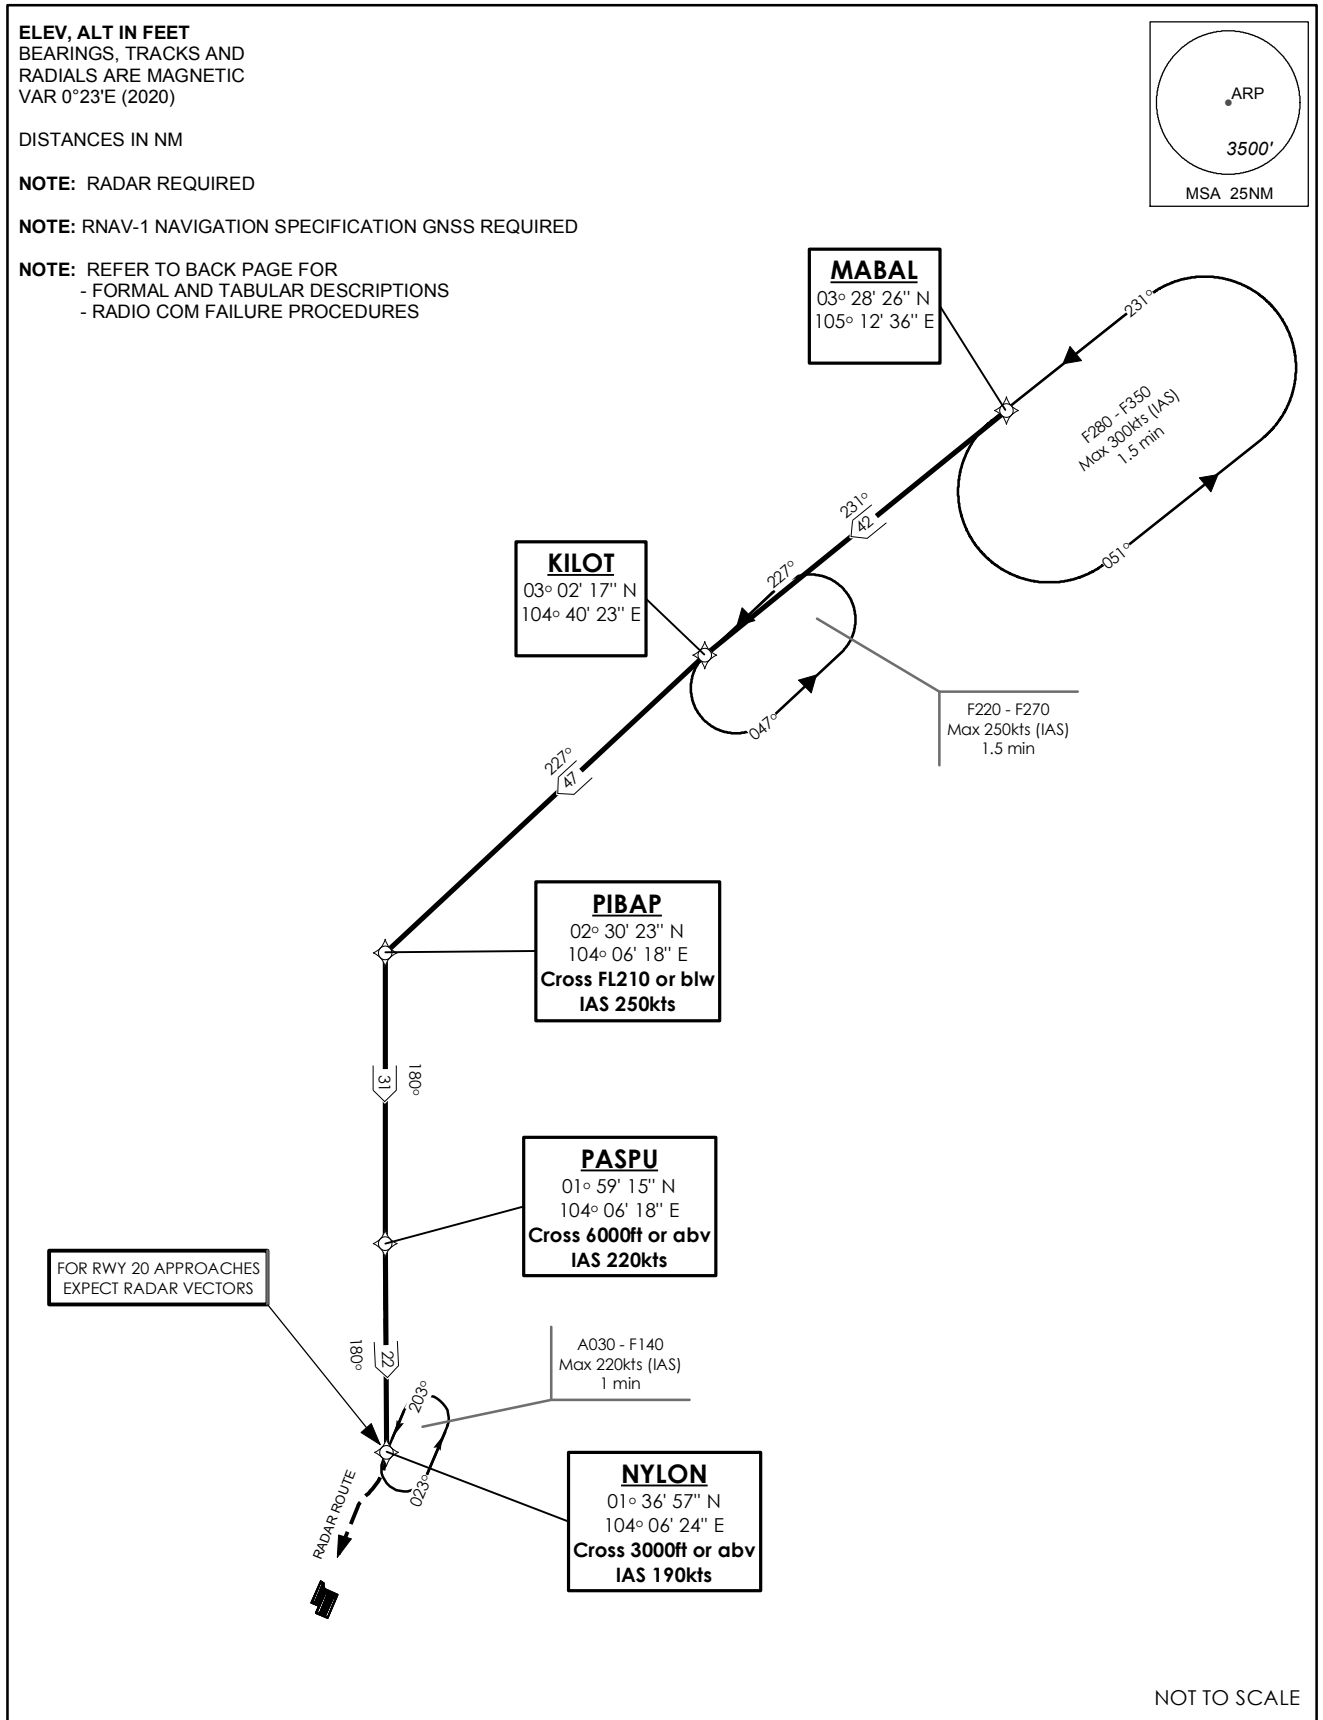 ELEV, ALT IN FEET
BEARINGS, TRACKS AND
RADIALS ARE MAGNETIC
VAR 0°23'E (2020)
DISTANCES IN NM
NOTE: RADAR REQUIRED
NOTE: RNAV-1 NAVIGATION SPECIFICATION GNSS REQUIRED
NOTE: REFER TO BACK PAGE FOR
- FORMAL AND TABULAR DESCRIPTIONS
- RADIO COM FAILURE PROCEDURES
ARP
3500'
MSA 25NM
MABAL
03° 28' 26" N
105° 12' 36" E
231°
F280 - F350
Max 300kts (IAS)
1.5 min
051°
231°
42
KILOT
03° 02' 17" N
104° 40' 23" E
227°
047°
F220 - F270
Max 250kts (IAS)
1.5 min
227°
47
PIBAP
02° 30' 23" N
104° 06' 18" E
Cross FL210 or blw
IAS 250kts
31
180°
PASPU
01° 59' 15" N
104° 06' 18" E
Cross 6000ft or abv
IAS 220kts
FOR RWY 20 APPROACHES
EXPECT RADAR VECTORS
180°
22
A030 - F140
Max 220kts (IAS)
1 min
203°
023°
NYLON
01° 36' 57" N
104° 06' 24" E
Cross 3000ft or abv
IAS 190kts
RADAR ROUTE
NOT TO SCALE